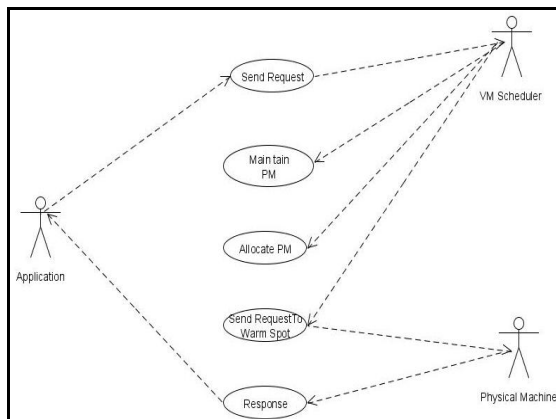 Send Request
VM Scheduler
Main tain
PM
Allocate PM
Application
Send RequestTo
Warm Spot
Physical Machine
Response